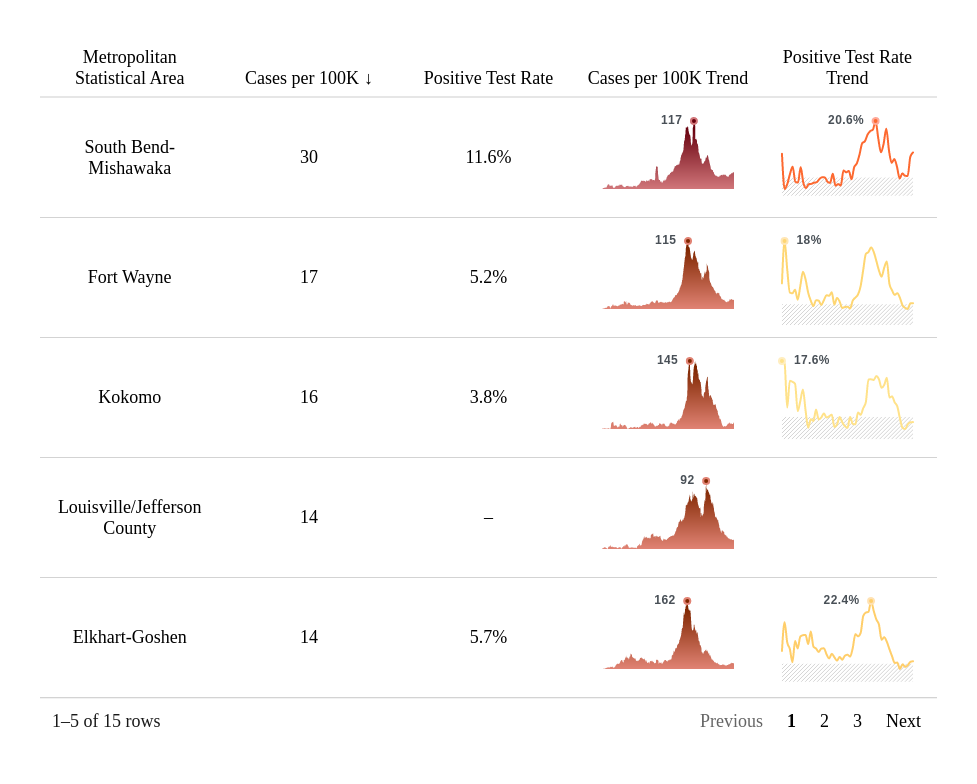 Metropolitan
Statistical Area
Cases per 100K ↓
Positive Test Rate
Cases per 100K Trend
Positive Test Rate
Trend
South Bend-
Mishawaka
30
11.6%
117
20.6%
Fort Wayne
17
5.2%
115
18%
Kokomo
16
3.8%
145
17.6%
Louisville/Jefferson
County
14
–
92
Elkhart-Goshen
14
5.7%
162
22.4%
1–5 of 15 rows
Previous 1 2 3 Next